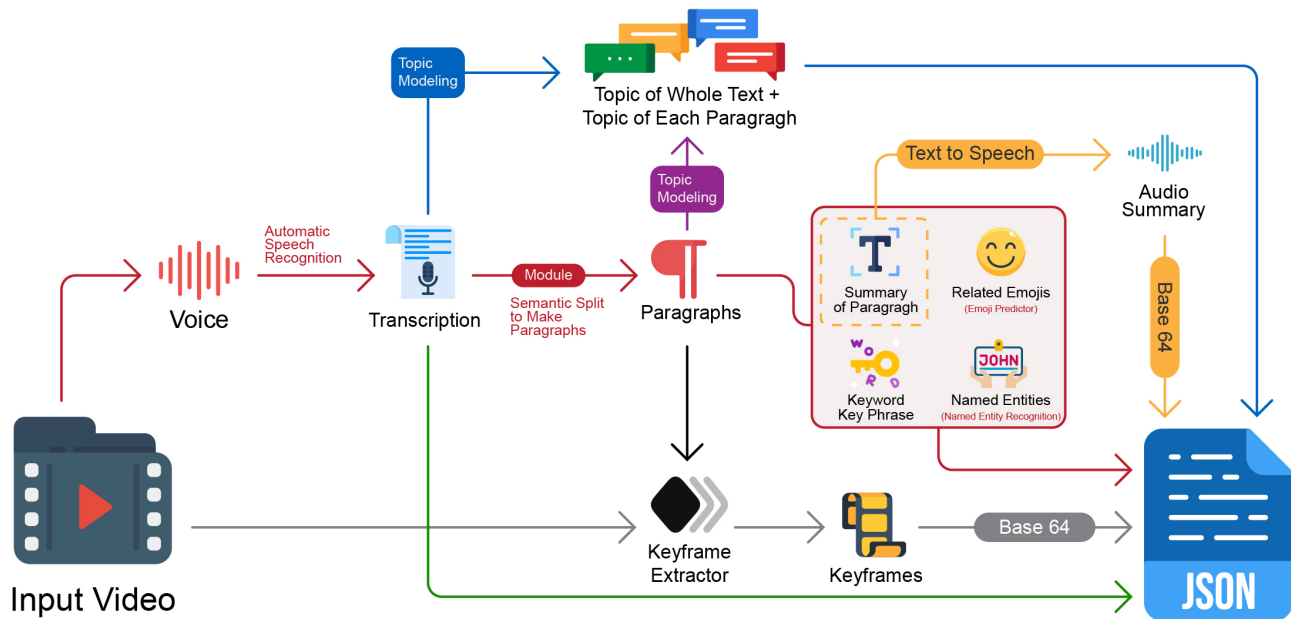 Topic
Modeling
Topic of Whole Text +
Topic of Each Paragragh
Text to Speech
Audio
Summary
Topic
Modeling
Automatic
Speech
Recognition
Voice
Transcription
Module
Semantic Split
to Make
Paragraphs
Paragraphs
T
Summary
of Paragragh
Related Emojis
(Emoji Predictor)
WORD
Keyword
Key Phrase
JOHN
Named Entities
(Named Entity Recognition)
Base 64
Input Video
Keyframe
Extractor
Keyframes
Base 64
JSON